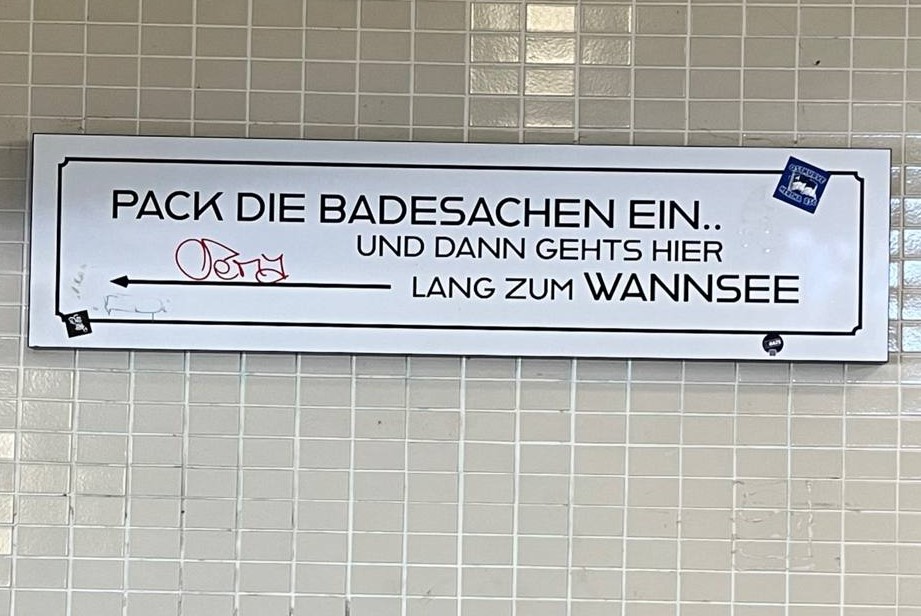 PACK DIE BADESACHEN EIN..
UND DANN GEHTS HIER
LANG ZUM WANNSEE